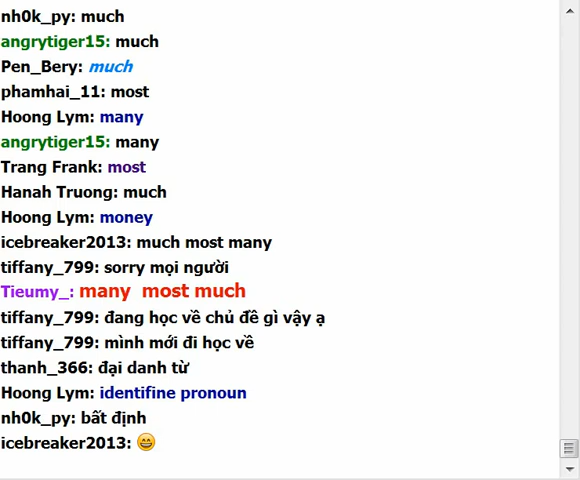 nh0k_py: much
angrytiger15: much
Pen_Bery: much
phamhai_11: most
Hoong Lym: many
angrytiger15: many
Trang Frank: most
Hanah Truong: much
Hoong Lym: money
icebreaker2013: much most many
tiffany_799: sorry mọi người
Tieumy_: many most much
tiffany_799: đang học về chủ đề gì vậy ạ
tiffany_799: mình mới đi học về
thanh_366: đại danh từ
Hoong Lym: identifine pronoun
nh0k_py: bất định
icebreaker2013: 😄